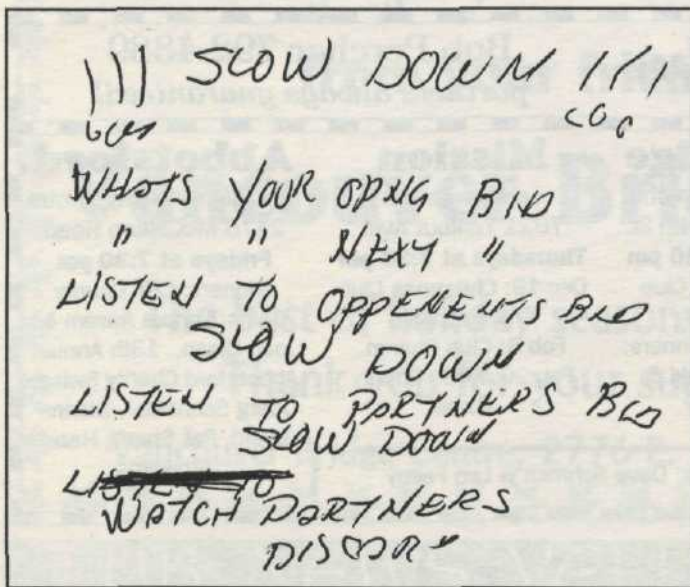 !!! SLOW DOWN !!!
WHATS YOUR OPNG BID
" " NEXT "
LISTEN TO OPPENENTS BID
SLOW DOWN
LISTEN TO PARTNERS BID
SLOW DOWN
LISTEN TO
WATCH PARTNERS
DISCARD